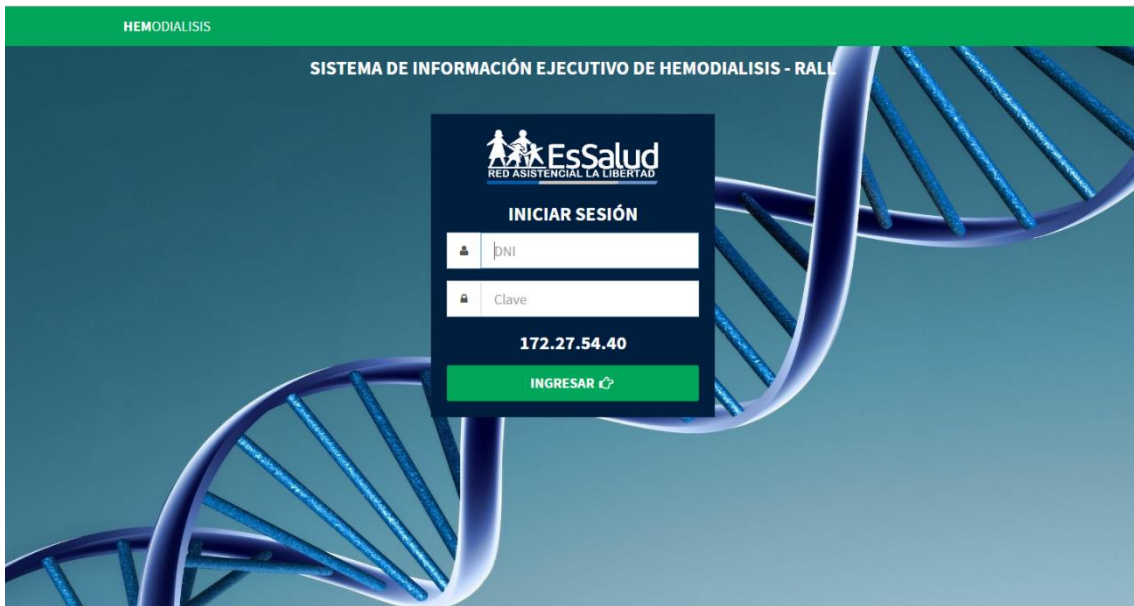 HEMODIALISIS
SISTEMA DE INFORMACIÓN EJECUTIVO DE HEMODIALISIS - RALL
EsSalud
RED ASISTENCIAL LA LIBERTAD
INICIAR SESIÓN
DNI
Clave
172.27.54.40
INGRESAR